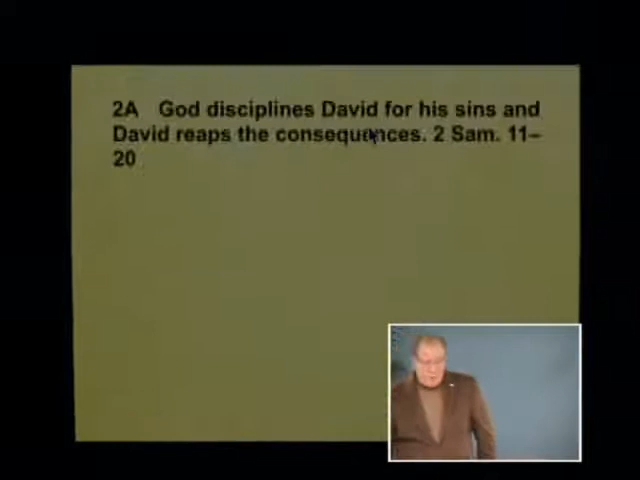 2A God disciplines David for his sins and
David reaps the consequences. 2 Sam. 11–
20